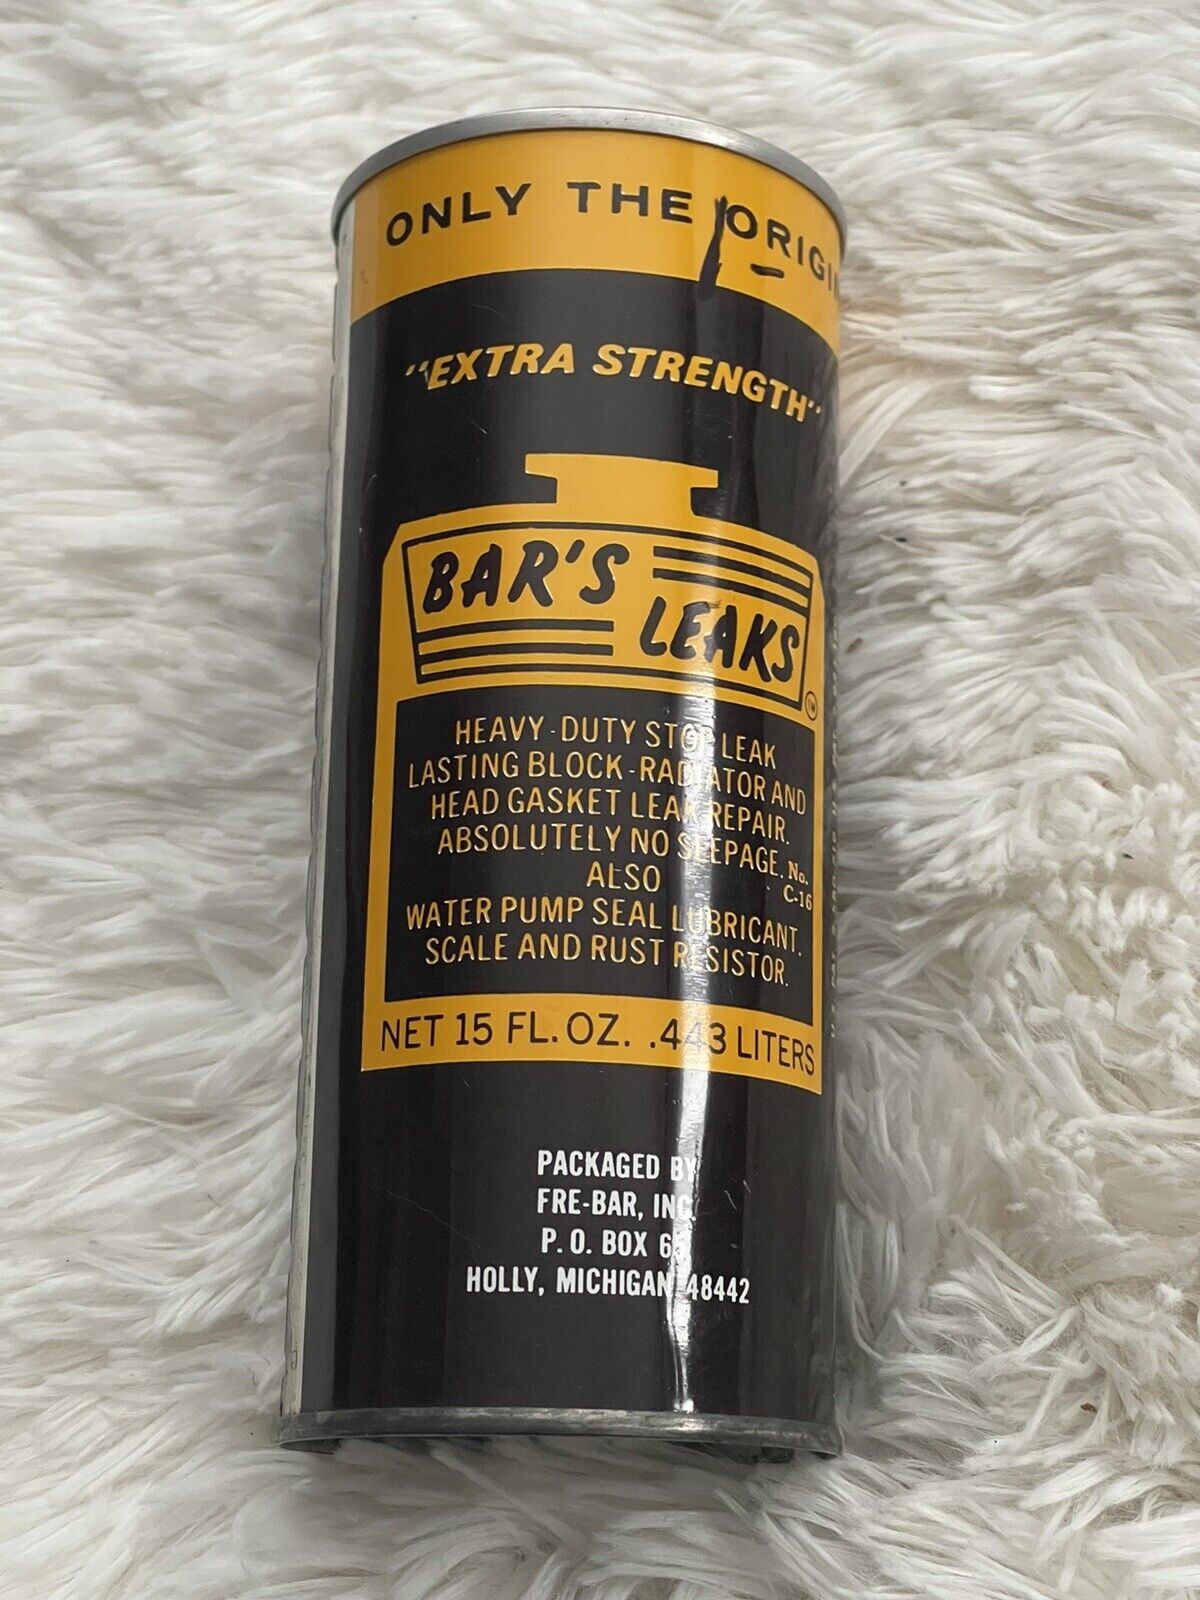 ONLY THE ORIGI
"EXTRA STRENGTH"
BAR'S
LEAKS
TM
HEAVY-DUTY STOP LEAK
LASTING BLOCK-RADIATOR AND
HEAD GASKET LEAK REPAIR.
ABSOLUTELY NO SEEPAGE. No.
ALSO C-16
WATER PUMP SEAL LUBRICANT,
SCALE AND RUST RESISTOR.
NET 15 FL. OZ. .443 LITERS
PACKAGED BY
FRE-BAR, INC.
P. O. BOX
HOLLY, MICHIGAN 48442